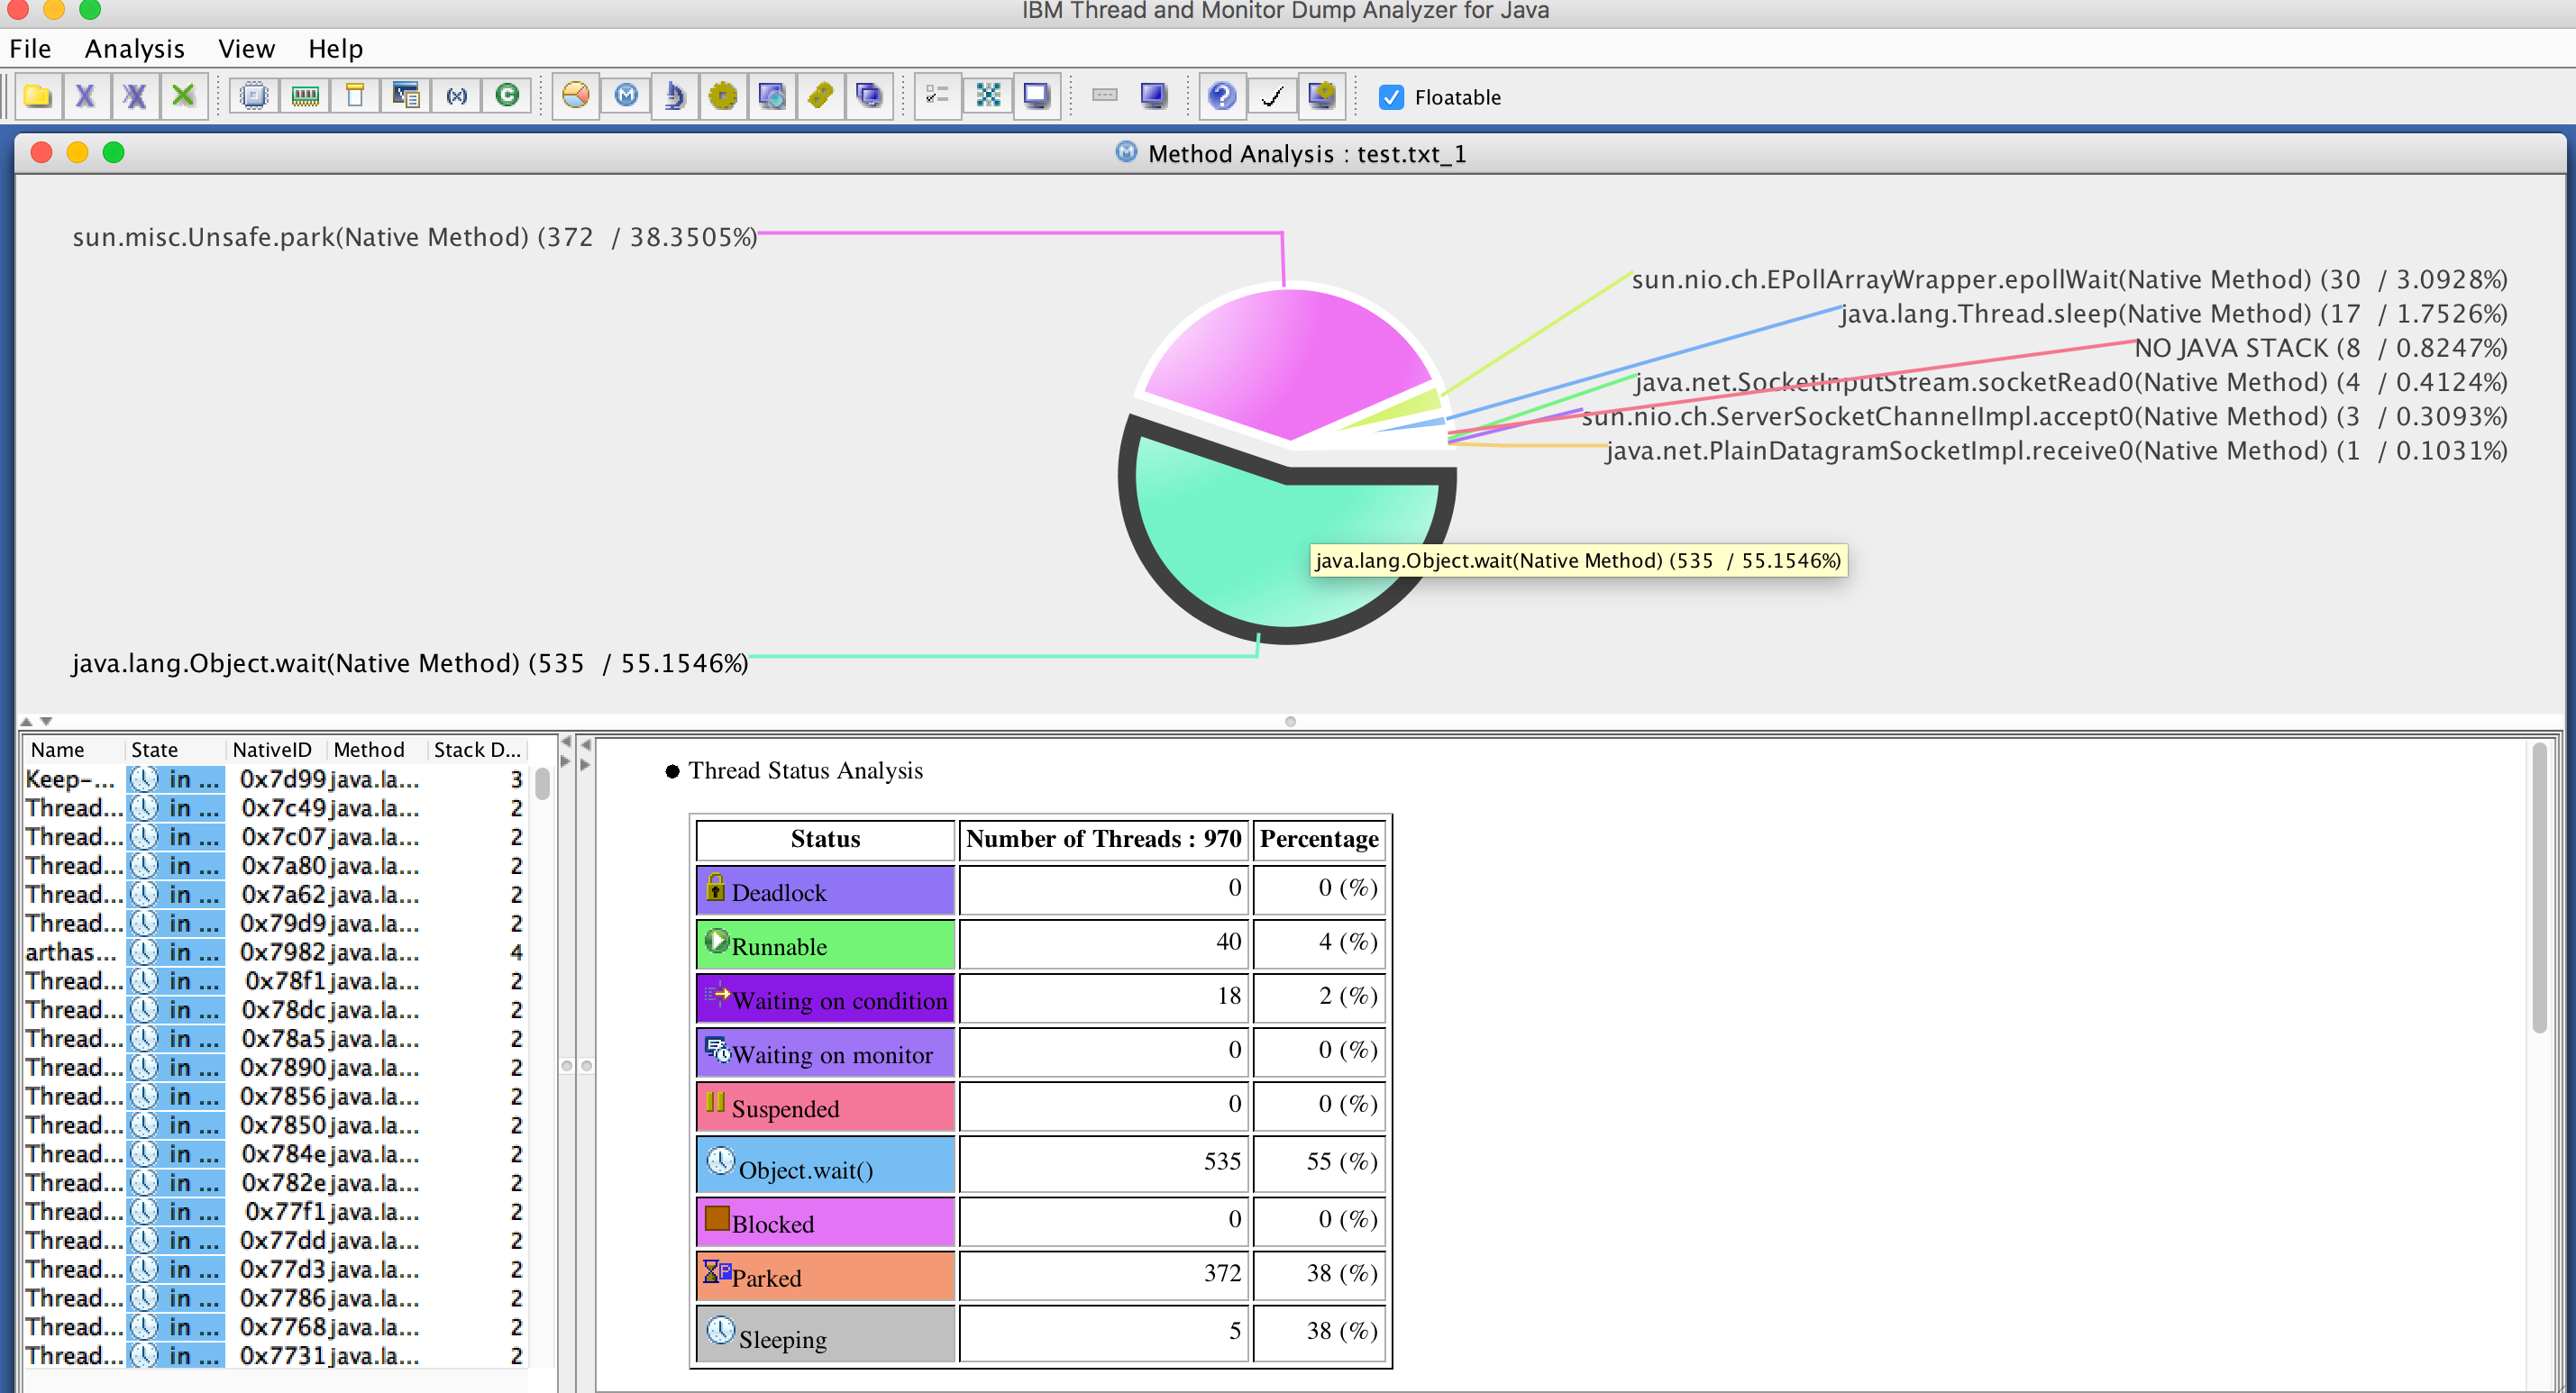 IBM Thread and Monitor Dump Analyzer for Java
File Analysis View Help
Floatable
Method Analysis : test.txt_1
sun.misc.Unsafe.park(Native Method) (372 / 38.3505%)
sun.nio.ch.EPollArrayWrapper.epollWait(Native Method) (30 / 3.0928%)
java.lang.Thread.sleep(Native Method) (17 / 1.7526%)
NO JAVA STACK (8 / 0.8247%)
java.net.SocketInputStream.socketRead0(Native Method) (4 / 0.4124%)
sun.nio.ch.ServerSocketChannelImpl.accept0(Native Method) (3 / 0.3093%)
java.net.PlainDatagramSocketImpl.receive0(Native Method) (1 / 0.1031%)
java.lang.Object.wait(Native Method) (535 / 55.1546%)
java.lang.Object.wait(Native Method) (535 / 55.1546%)
Name State NativeID Method Stack D...
Keep-... in ... 0x7d99 java.la... 3
Thread... in ... 0x7c49 java.la... 2
Thread... in ... 0x7c07 java.la... 2
Thread... in ... 0x7a80 java.la... 2
Thread... in ... 0x7a62 java.la... 2
Thread... in ... 0x79d9 java.la... 2
arthas... in ... 0x7982 java.la... 4
Thread... in ... 0x78f1 java.la... 2
Thread... in ... 0x78dc java.la... 2
Thread... in ... 0x78a5 java.la... 2
Thread... in ... 0x7890 java.la... 2
Thread... in ... 0x7856 java.la... 2
Thread... in ... 0x7850 java.la... 2
Thread... in ... 0x784e java.la... 2
Thread... in ... 0x782e java.la... 2
Thread... in ... 0x77f1 java.la... 2
Thread... in ... 0x77dd java.la... 2
Thread... in ... 0x77d3 java.la... 2
Thread... in ... 0x7786 java.la... 2
Thread... in ... 0x7768 java.la... 2
Thread... in ... 0x7731 java.la... 2
Thread Status Analysis
Status Number of Threads : 970 Percentage
Deadlock 0 0 (%)
Runnable 40 4 (%)
Waiting on condition 18 2 (%)
Waiting on monitor 0 0 (%)
Suspended 0 0 (%)
Object.wait() 535 55 (%)
Blocked 0 0 (%)
Parked 372 38 (%)
Sleeping 5 38 (%)